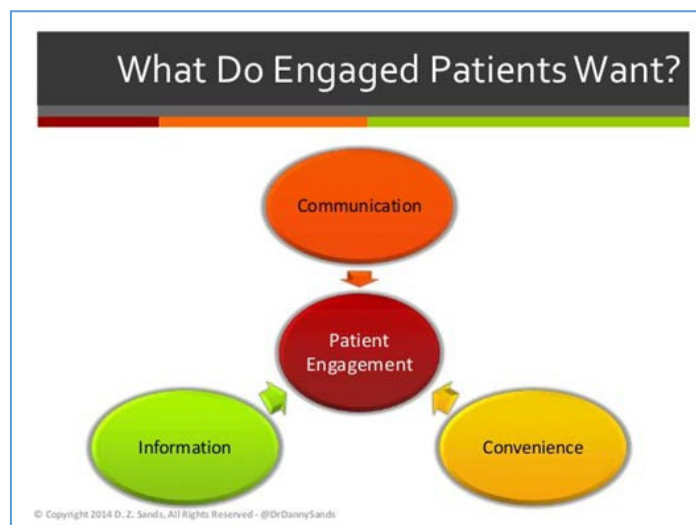 What Do Engaged Patients Want?
Communication
Patient
Engagement
Information
Convenience
© Copyright 2014 D. Z. Sands, All Rights Reserved - @DrDannySands